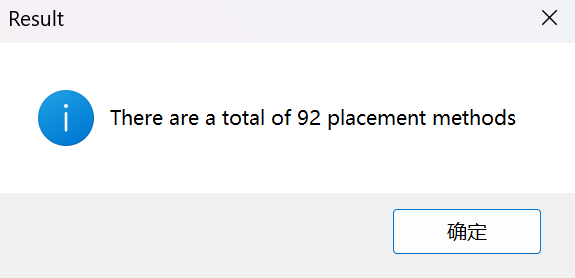 Result
There are a total of 92 placement methods
确定